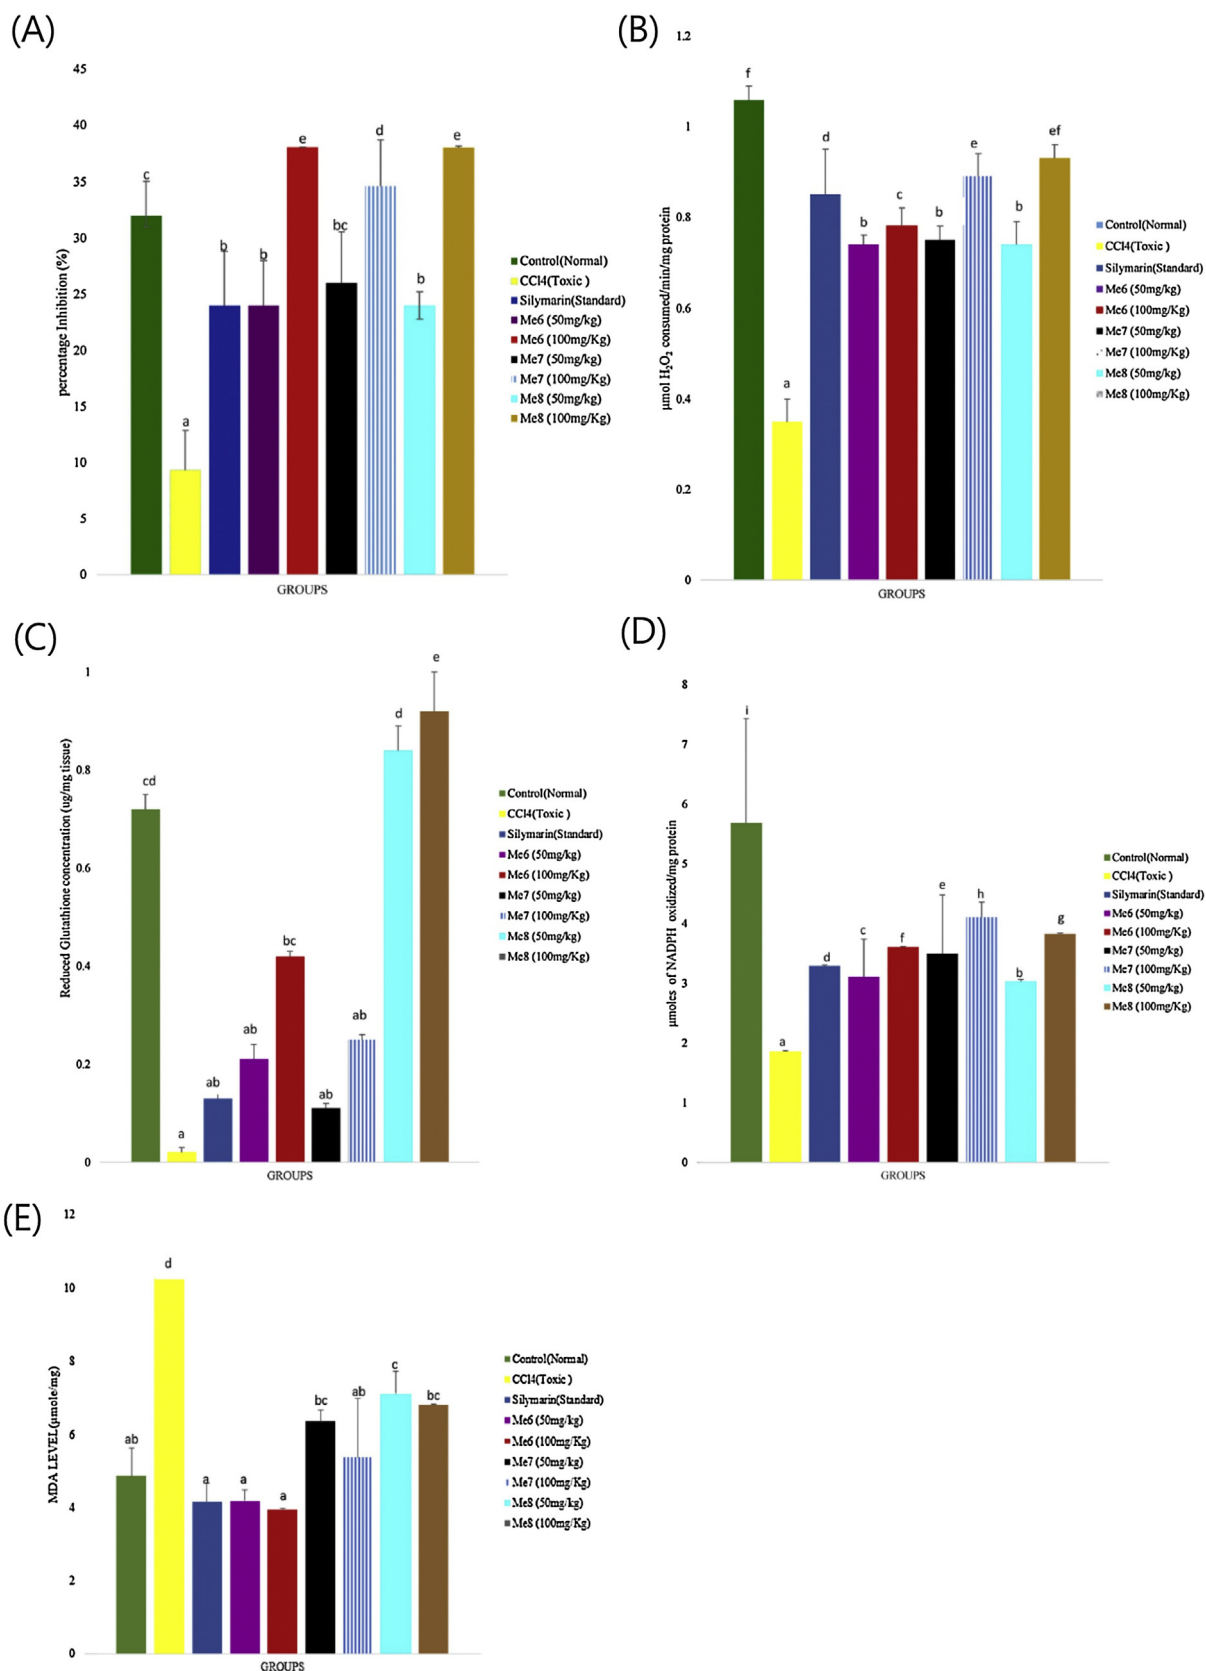 (A)
45
40
35
30
25
20
15
10
5
0
percentage Inhibition (%)
c
a
b
b
e
bc
d
b
e
GROUPS
Control(Normal)
CCl4(Toxic )
Silymarin(Standard)
Me6 (50mg/kg)
Me6 (100mg/Kg)
Me7 (50mg/kg)
Me7 (100mg/Kg)
Me8 (50mg/kg)
Me8 (100mg/Kg)
(B)
1.2
1
0.8
0.6
0.4
0.2
0
μmol H₂O₂ consumed/min/mg protein
f
a
d
b
c
b
e
b
ef
GROUPS
Control(Normal)
CCl4(Toxic )
Silymarin(Standard)
Me6 (50mg/kg)
Me6 (100mg/Kg)
Me7 (50mg/kg)
Me7 (100mg/Kg)
Me8 (50mg/kg)
Me8 (100mg/Kg)
(C)
1
0.8
0.6
0.4
0.2
0
Reduced Glutathione concentration (ug/mg tissue)
cd
a
ab
ab
bc
ab
ab
d
e
GROUPS
Control(Normal)
CCl4(Toxic )
Silymarin(Standard)
Me6 (50mg/kg)
Me6 (100mg/Kg)
Me7 (50mg/kg)
Me7 (100mg/Kg)
Me8 (50mg/kg)
Me8 (100mg/Kg)
(D)
8
7
6
5
4
3
2
1
0
μmoles of NADPH oxidized/mg protein
i
a
d
c
f
e
h
b
g
GROUPS
Control(Normal)
CCl4(Toxic )
Silymarin(Standard)
Me6 (50mg/kg)
Me6 (100mg/Kg)
Me7 (50mg/kg)
Me7 (100mg/Kg)
Me8 (50mg/kg)
Me8 (100mg/Kg)
(E)
12
10
8
6
4
2
0
MDA LEVEL(μmole/mg)
ab
d
a
a
a
bc
ab
c
bc
GROUPS
Control(Normal)
CCl4(Toxic )
Silymarin(Standard)
Me6 (50mg/kg)
Me6 (100mg/Kg)
Me7 (50mg/kg)
Me7 (100mg/Kg)
Me8 (50mg/kg)
Me8 (100mg/Kg)